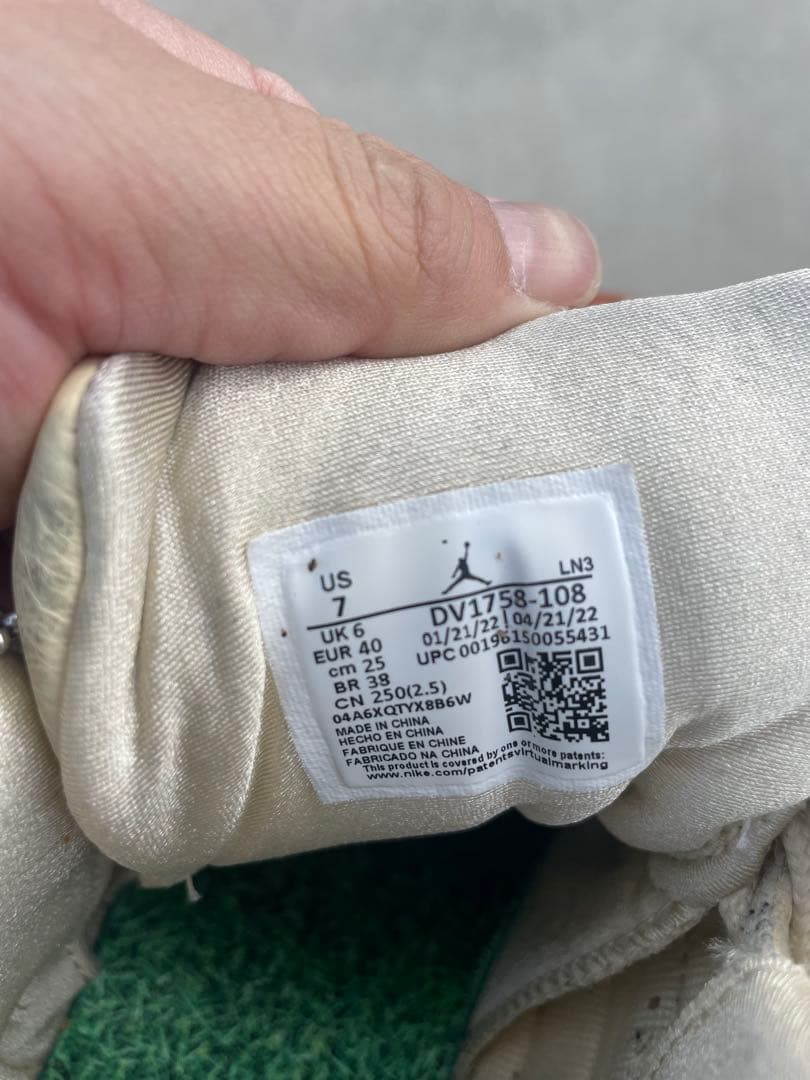 US
7
LN3
DV1758-108
UK 6
01/21/22 | 04/21/22
EUR 40
UPC 00196150055431
cm 25
BR 38
CN 250(2.5)
04A6XQTYX8B6W
MADE IN CHINA
HECHO EN CHINA
FABRIQUE EN CHINE
FABRICADO NA CHINA
This product is covered by one or more patents:
www.nike.com/patentsvirtualmarking